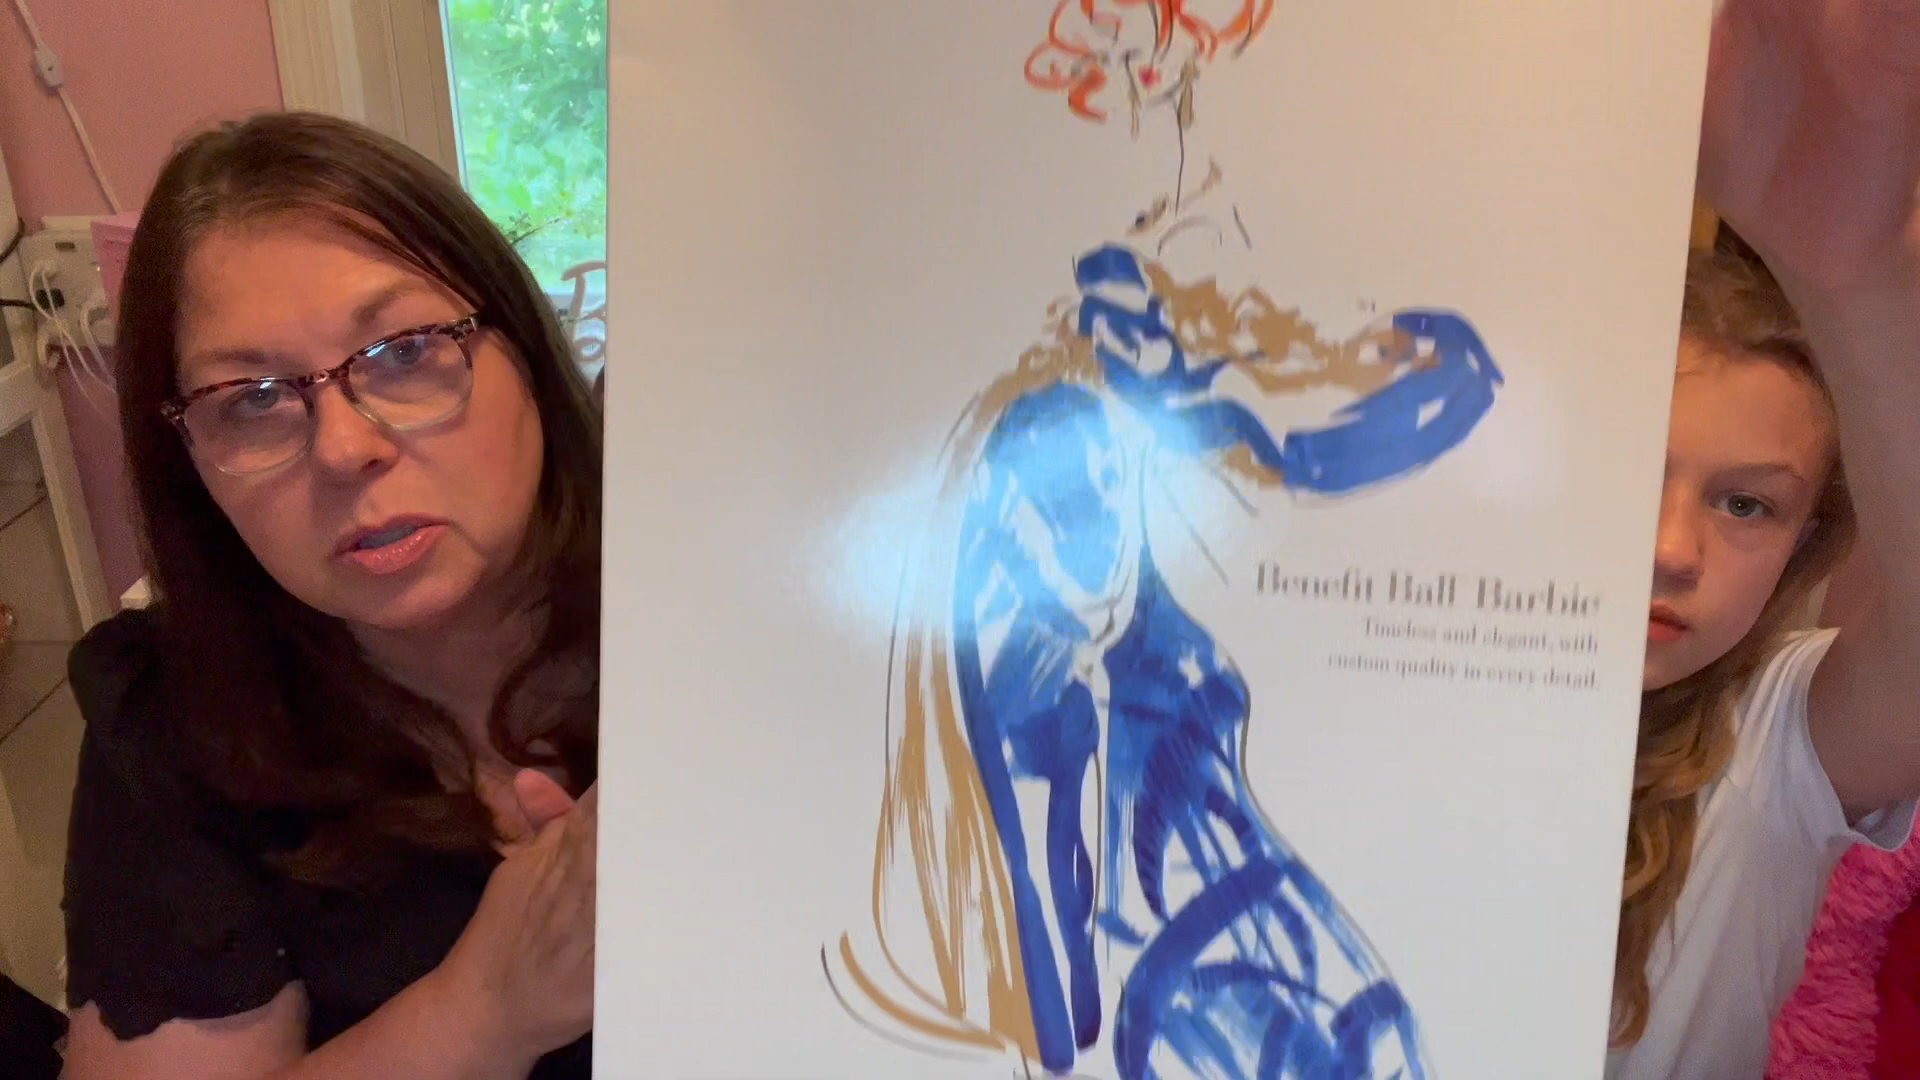 Benefit Ball Barbie
Timeless and elegant, with
custom quality in every detail.